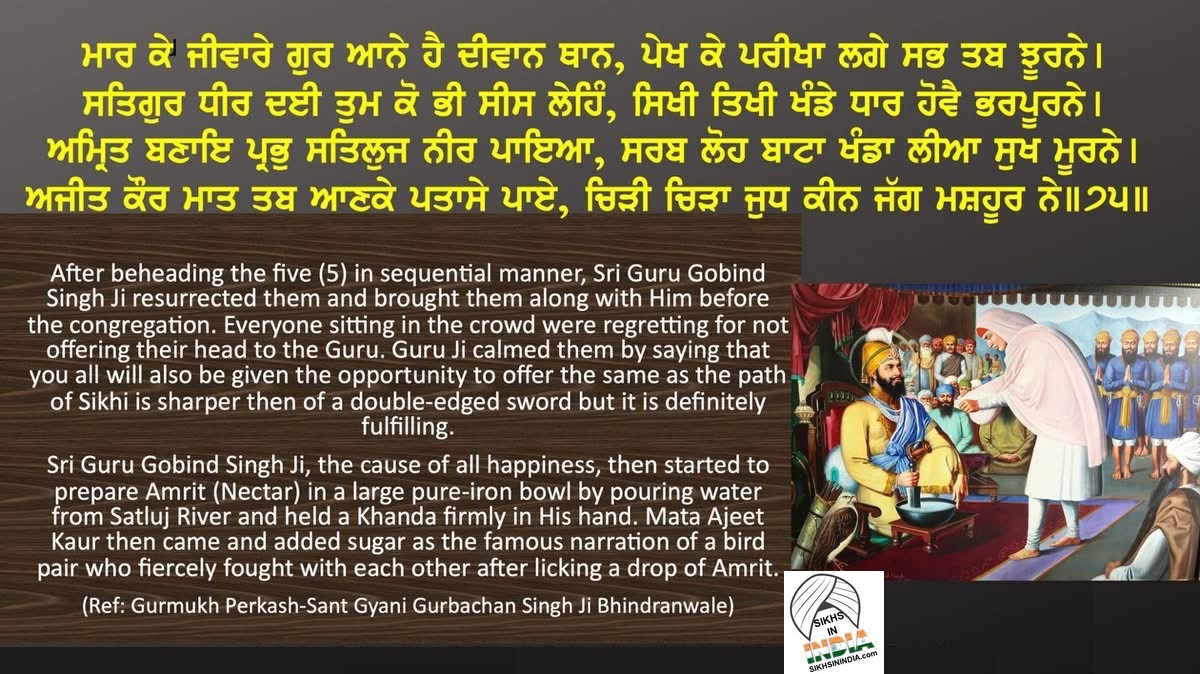 ਮਾਰ ਕੇ ਜੀਵਾਰੇ ਗੁਰ ਆਨੇ ਹੈ ਦੀਵਾਨ ਥਾਨ, ਪੇਖ ਕੇ ਪਰੀਖਾ ਲਗੇ ਸਭ ਤਬ ਝੂਰਨੇ।
ਸਤਿਗੁਰ ਧੀਰ ਦਈ ਤੁਮ ਕੋ ਭੀ ਸੀਸ ਲੇਹਿੰ, ਸਿਖੀ ਤਿਖੀ ਖੰਡੇ ਧਾਰ ਹੋਵੈ ਭਰਪੂਰਨੇ।
ਅਮ੍ਰਿਤ ਬਣਾਇ ਪ੍ਰਭੁ ਸਤਿਲੁਜ ਨੀਰ ਪਾਇਆ, ਸਰਬ ਲੋਹ ਬਾਟਾ ਖੰਡਾ ਲੀਆ ਸੁਖ ਮੂਰਨੇ।
ਅਜੀਤ ਕੌਰ ਮਾਤ ਤਬ ਆਣਕੇ ਪਤਾਸੇ ਪਾਏ, ਚਿੜੀ ਚਿੜਾ ਜੁਧ ਕੀਨ ਜੱਗ ਮਸ਼ਹੂਰ ਨੇ॥੭੫॥
After beheading the five (5) in sequential manner, Sri Guru Gobind
Singh Ji resurrected them and brought them along with Him before
the congregation. Everyone sitting in the crowd were regretting for not
offering their head to the Guru. Guru Ji calmed them by saying that
you all will also be given the opportunity to offer the same as the path
of Sikhi is sharper then of a double-edged sword but it is definitely
fulfilling.
Sri Guru Gobind Singh Ji, the cause of all happiness, then started to
prepare Amrit (Nectar) in a large pure-iron bowl by pouring water
from Satluj River and held a Khanda firmly in His hand. Mata Ajeet
Kaur then came and added sugar as the famous narration of a bird
pair who fiercely fought with each other after licking a drop of Amrit.
(Ref: Gurmukh Perkash-Sant Gyani Gurbachan Singh Ji Bhindranwale)
SIKHS
IN
INDIA
SIKHSININDIA.com